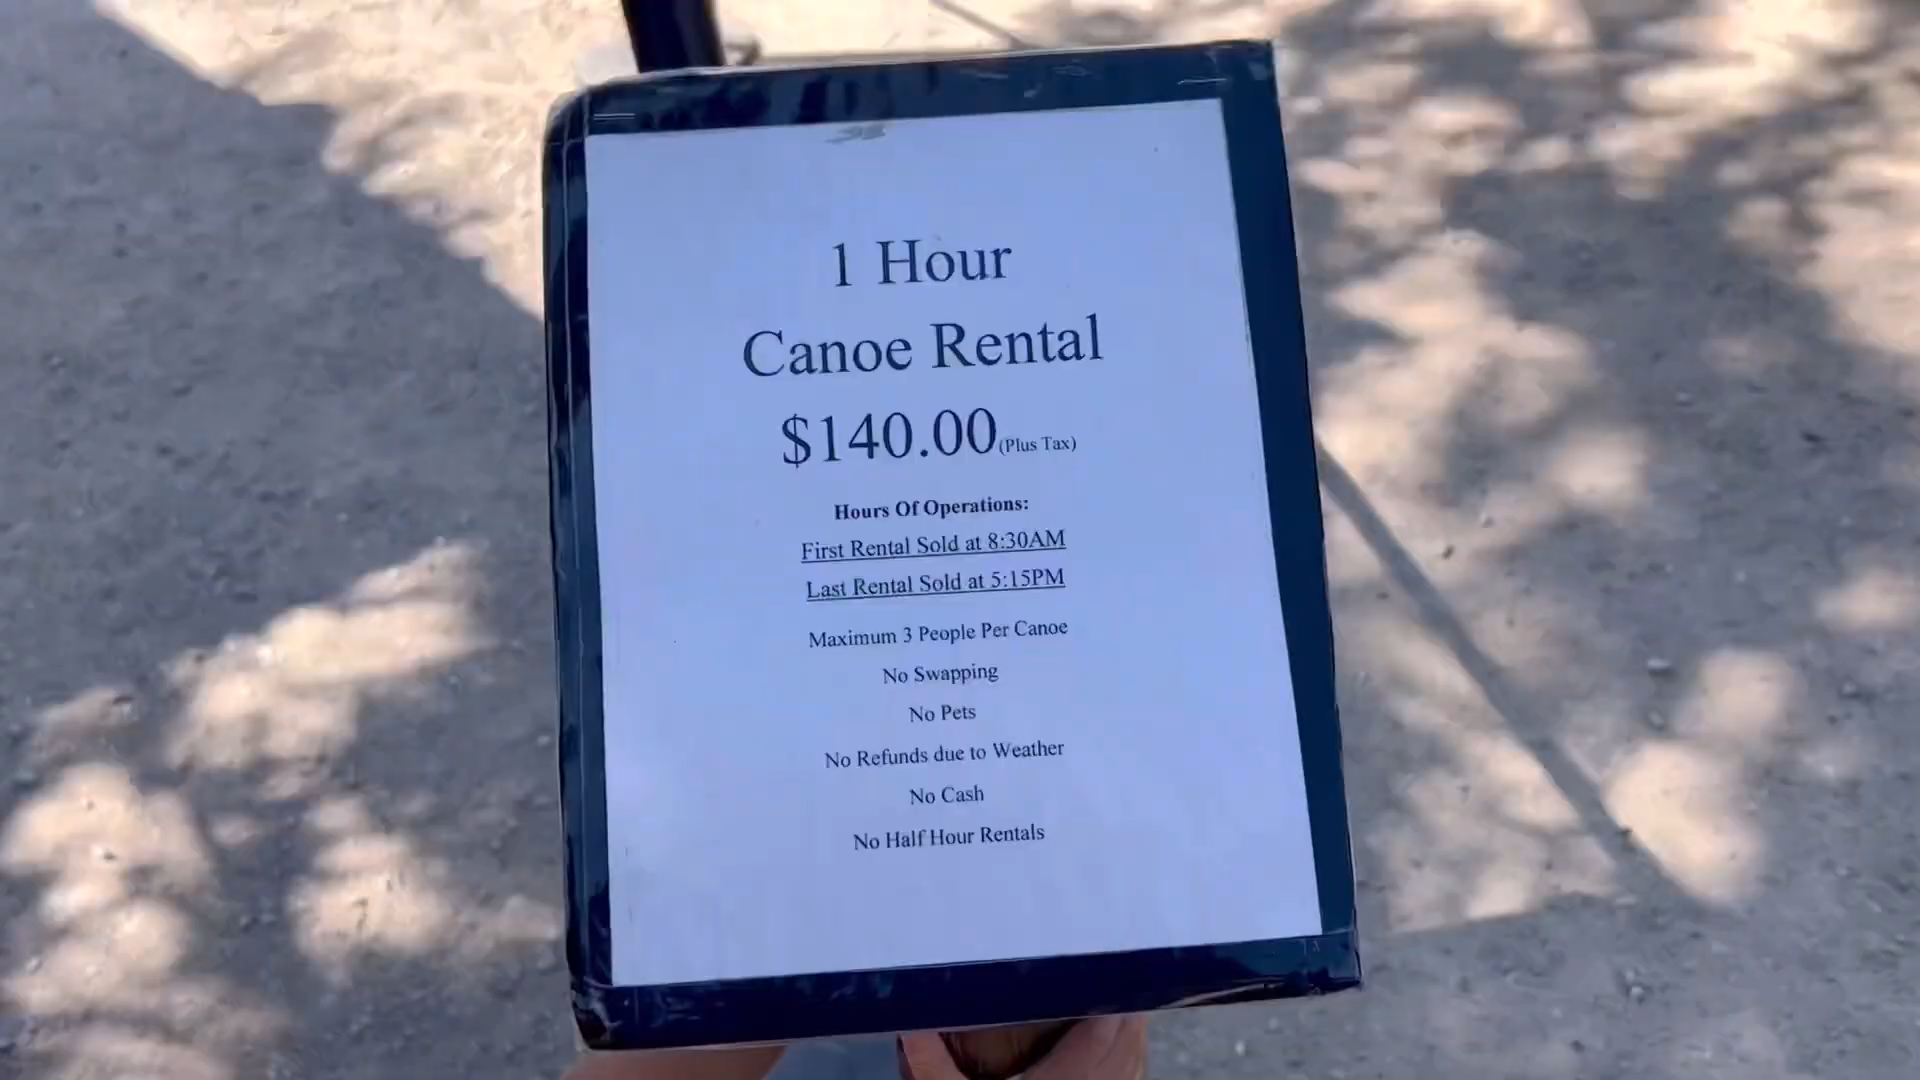 1 Hour
Canoe Rental
$140.00(Plus Tax)
Hours Of Operations:
First Rental Sold at 8:30AM
Last Rental Sold at 5:15PM
Maximum 3 People Per Canoe
No Swapping
No Pets
No Refunds due to Weather
No Cash
No Half Hour Rentals